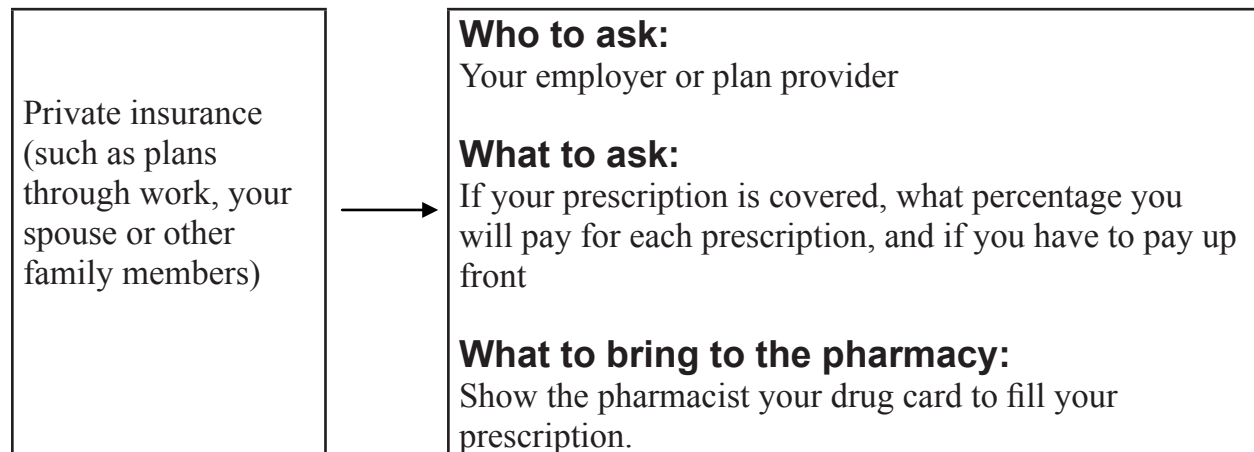 Private insurance
(such as plans
through work, your
spouse or other
family members)
Who to ask:
Your employer or plan provider
What to ask:
If your prescription is covered, what percentage you
will pay for each prescription, and if you have to pay up
front
What to bring to the pharmacy:
Show the pharmacist your drug card to fill your
prescription.